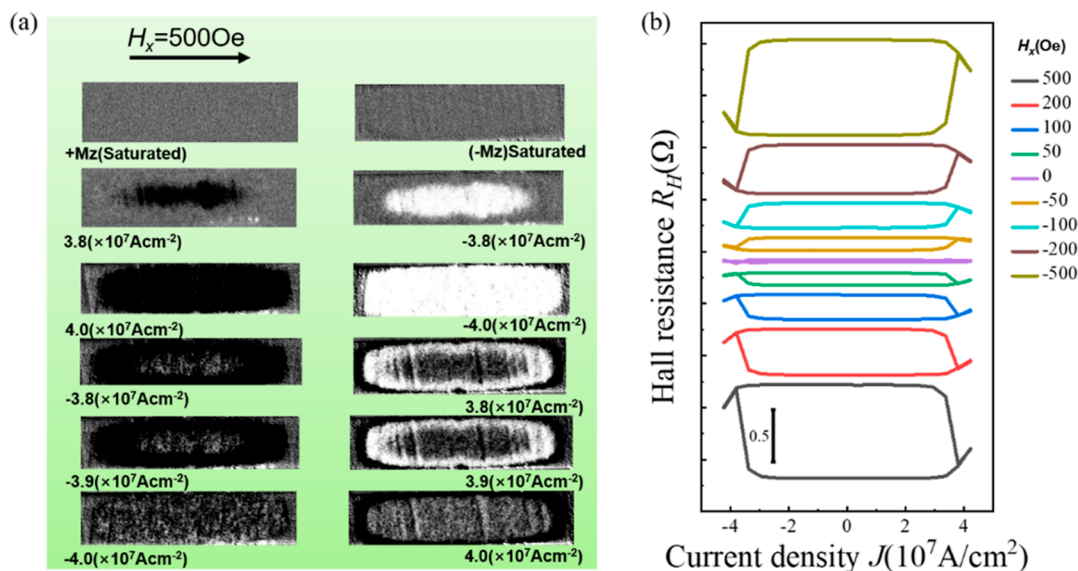 (a)
Hx=500Oe
+Mz(Saturated)
(-Mz)Saturated
3.8(×10⁷Acm⁻²)
-3.8(×10⁷Acm⁻²)
4.0(×10⁷Acm⁻²)
-4.0(×10⁷Acm⁻²)
-3.8(×10⁷Acm⁻²)
3.8(×10⁷Acm⁻²)
-3.9(×10⁷Acm⁻²)
3.9(×10⁷Acm⁻²)
-4.0(×10⁷Acm⁻²)
4.0(×10⁷Acm⁻²)
(b)
Hall resistance RH(Ω)
0.5
-4 -2 0 2 4
Current density J(10⁷A/cm²)
Hx(Oe)
500
200
100
50
0
-50
-100
-200
-500